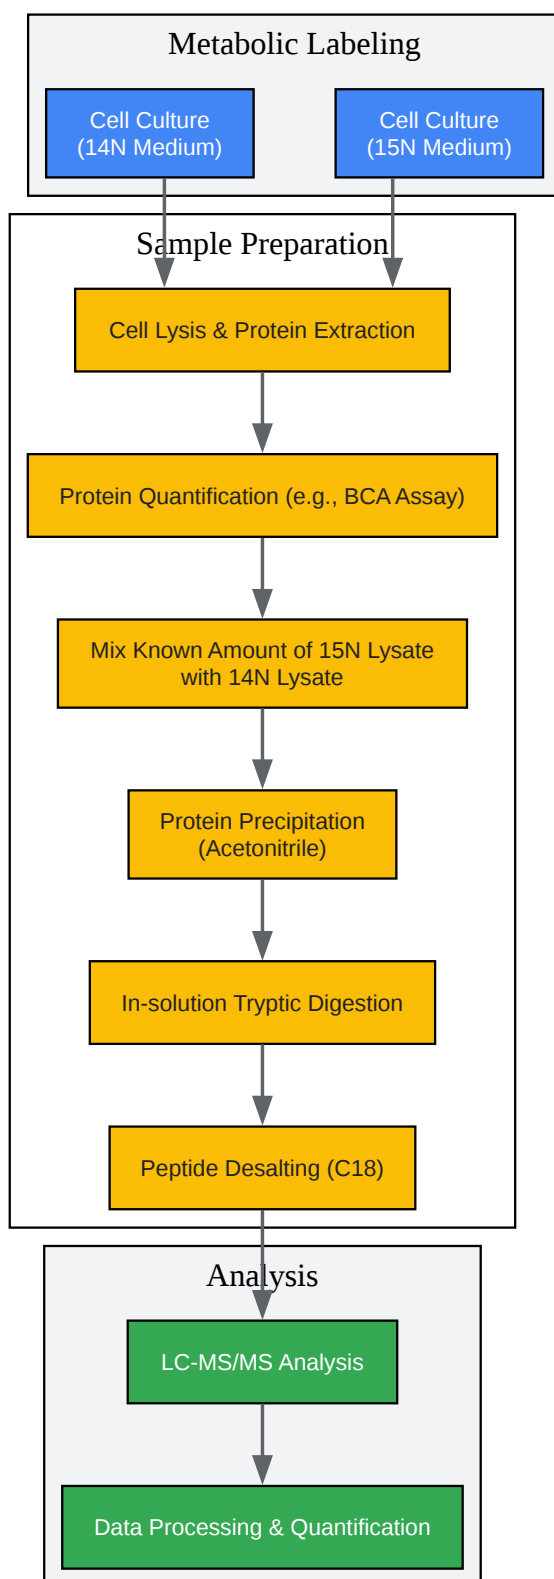 Metabolic Labeling
Cell Culture
(14N Medium)
Cell Culture
(15N Medium)
Sample Preparation
Cell Lysis & Protein Extraction
Protein Quantification (e.g., BCA Assay)
Mix Known Amount of 15N Lysate
with 14N Lysate
Protein Precipitation
(Acetonitrile)
In-solution Tryptic Digestion
Peptide Desalting (C18)
Analysis
LC-MS/MS Analysis
Data Processing & Quantification